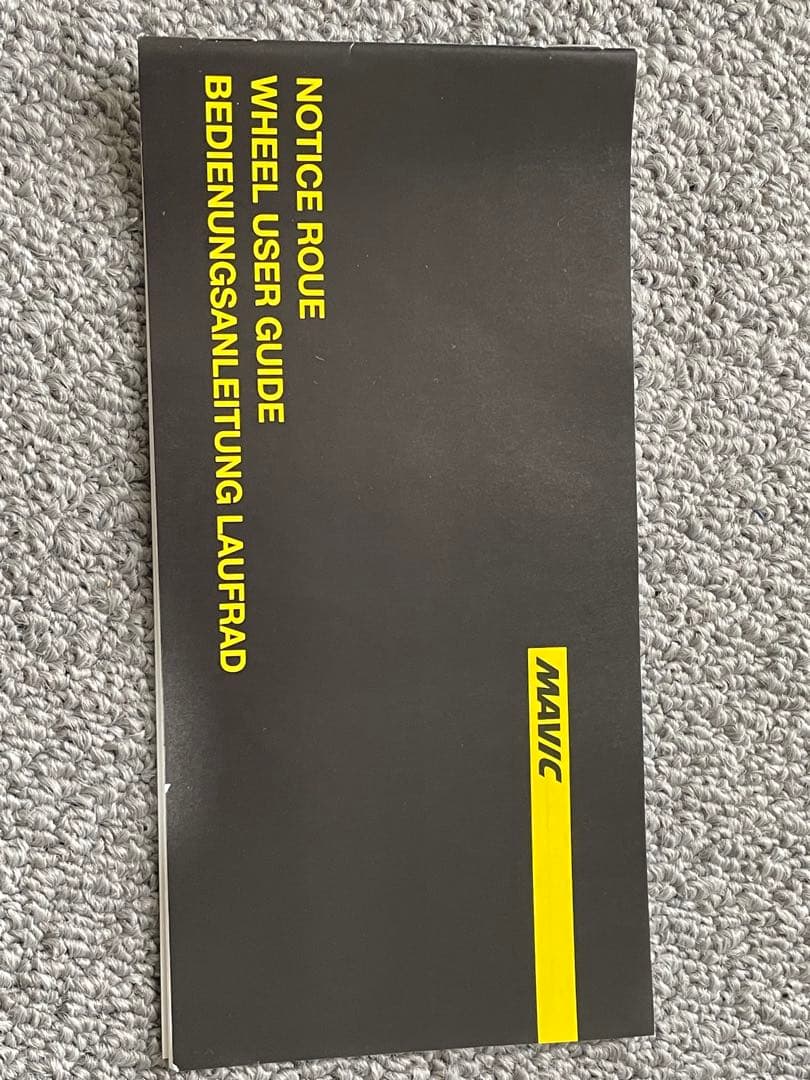 MAVIC
NOTICE ROUE
WHEEL USER GUIDE
BEDIENUNGSANLEITUNG LAUFRAD